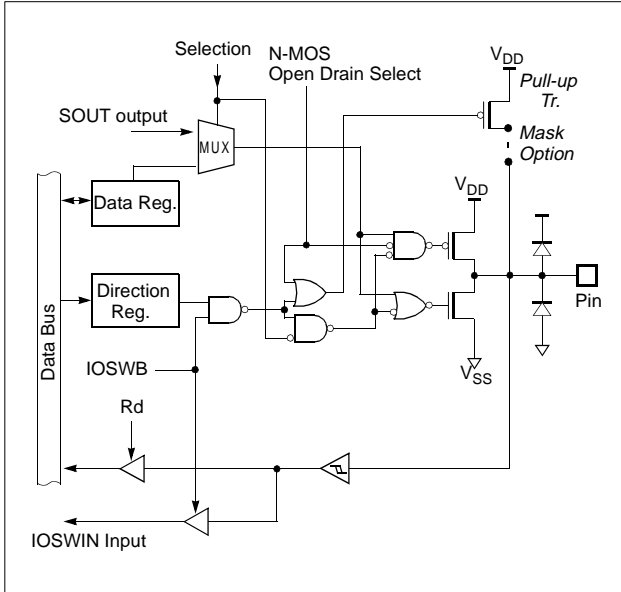 Selection
N-MOS
Open Drain Select
VDD
Pull-up
Tr.
SOUT output
MUX
Mask
Option
Data Reg.
VDD
Direction
Reg.
Pin
Data Bus
IOSWB
VSS
Rd
IOSWIN Input